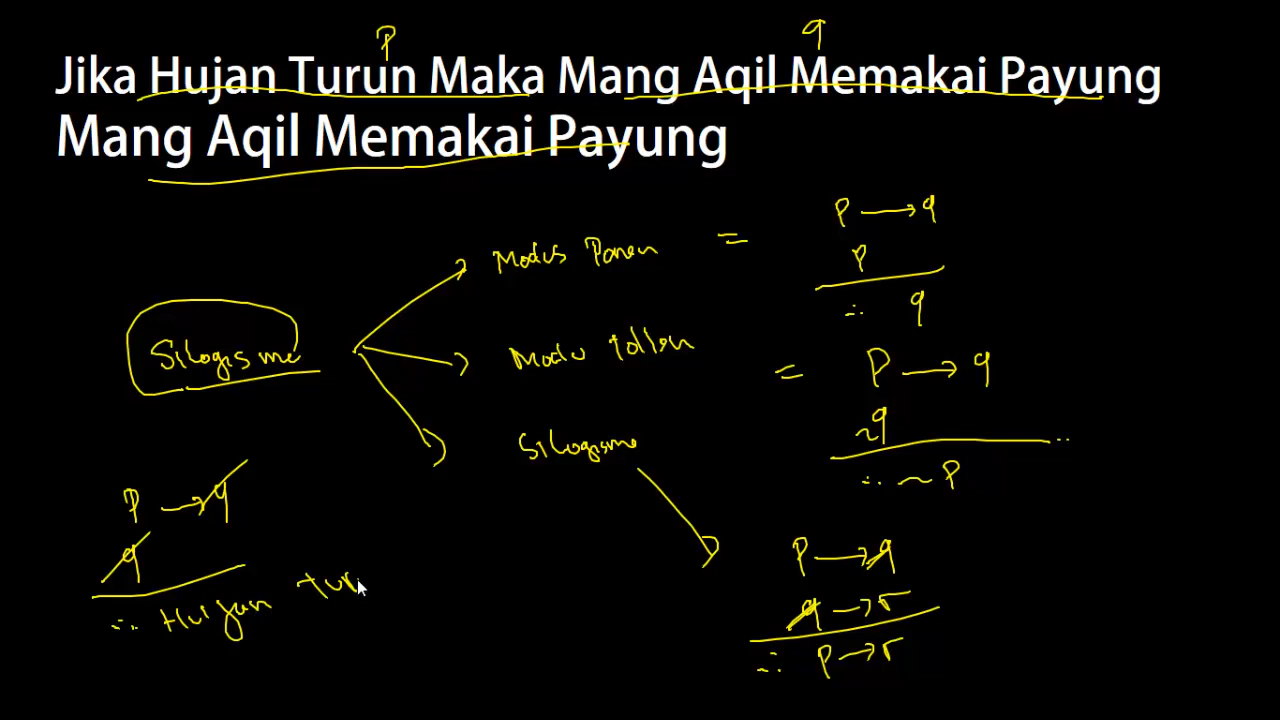 p q
Jika Hujan Turun Maka Mang Aqil Memakai Payung
Mang Aqil Memakai Payung
Modus Ponen = P → q
P
∴ q
Silogisme
Modu tollen = P → q
~q ..
∴ ~P
Silogisme
P → q
q
∴ Hujan tur
P → q
q → r
∴ P → r